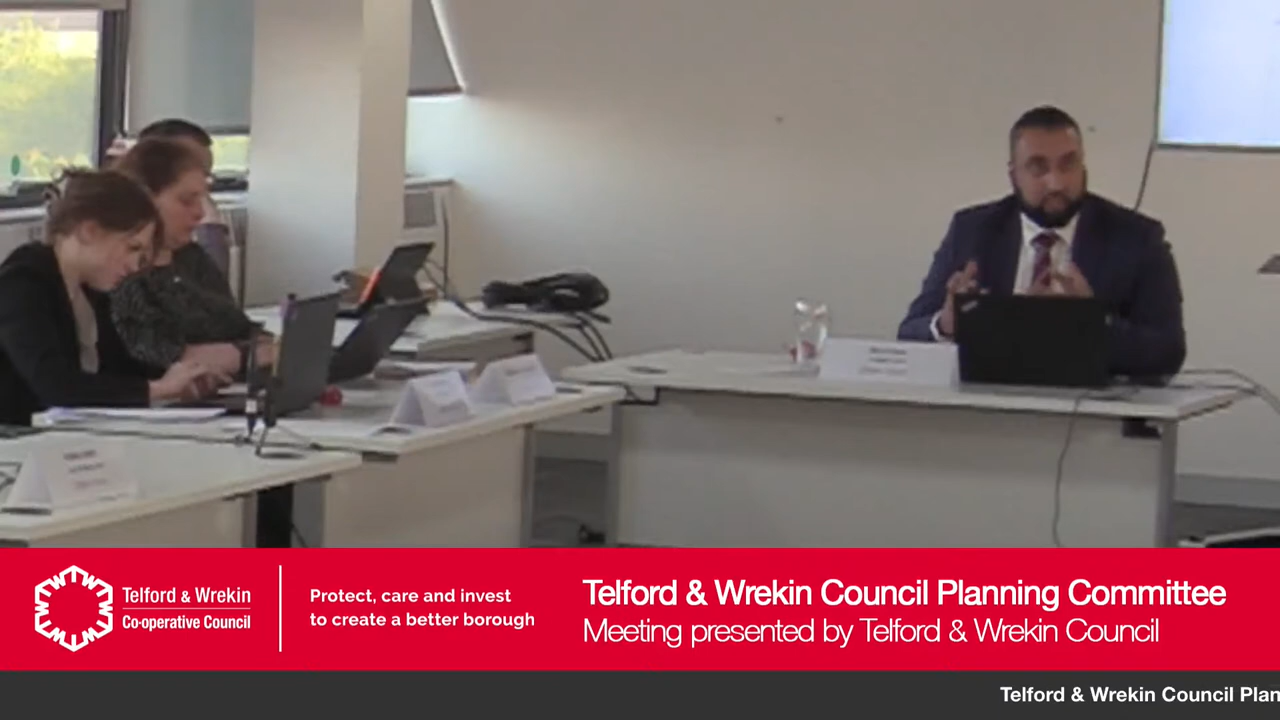 Telford & Wrekin
Co-operative Council
Protect, care and invest
to create a better borough
Telford & Wrekin Council Planning Committee
Meeting presented by Telford & Wrekin Council
Telford & Wrekin Council Plan